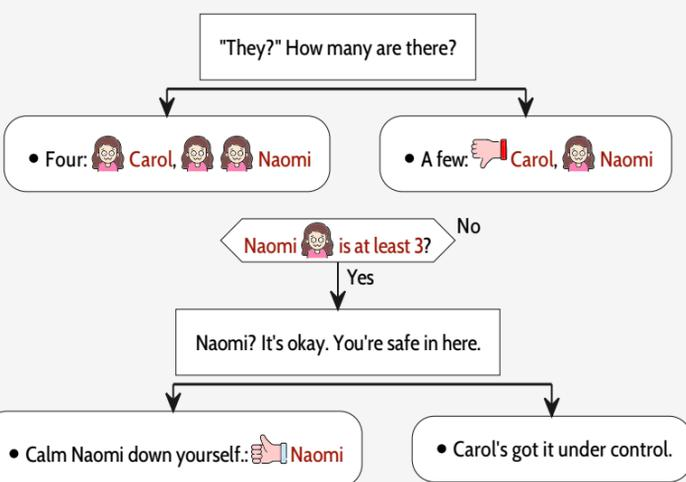 "They?" How many are there?
• Four: Carol, Naomi
• A few: Carol, Naomi
Naomi is at least 3?
No
Yes
Naomi? It's okay. You're safe in here.
• Calm Naomi down yourself.: Naomi
• Carol's got it under control.